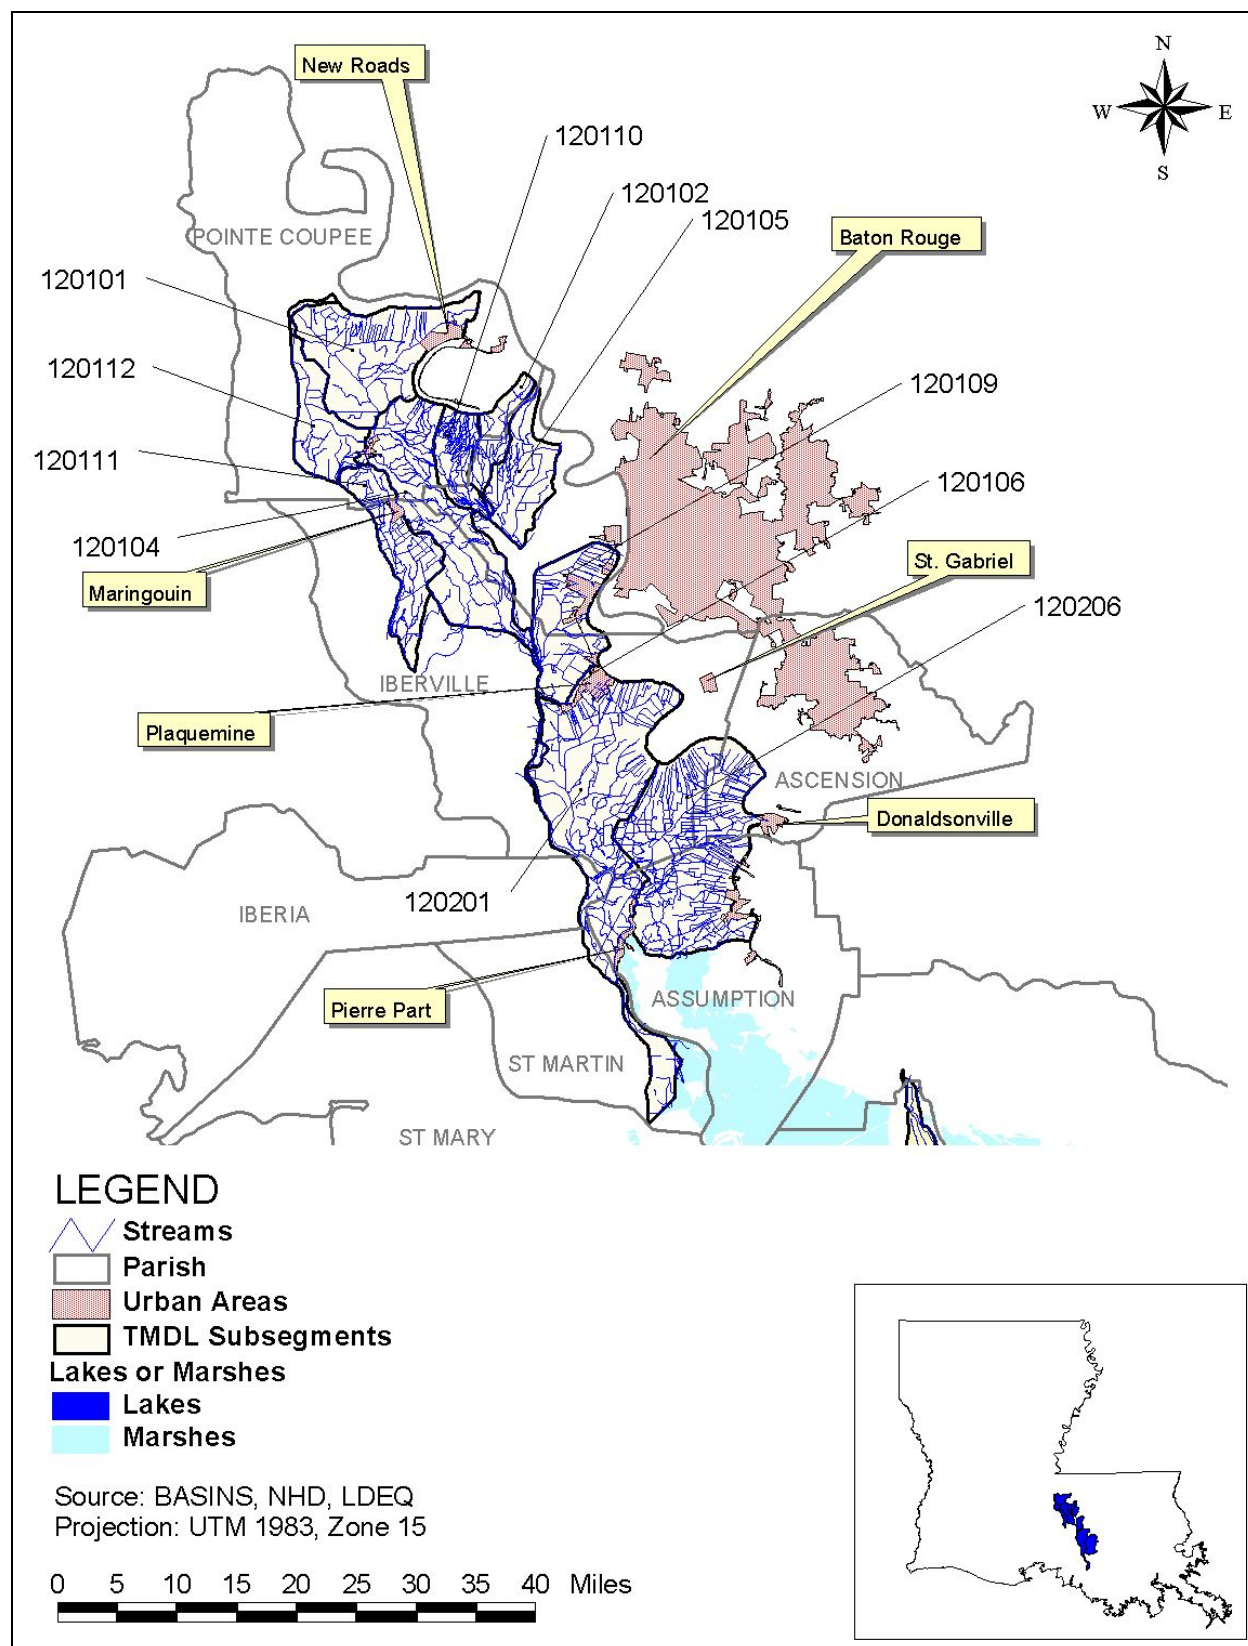 New Roads
N
W
E
S
120110
120102
120105
POINTE COUPEE
Baton Rouge
120101
120112
120109
120111
120106
120104
St. Gabriel
Maringouin
120206
IBERVILLE
Plaquemine
ASCENSION
Donaldsonville
120201
IBERIA
Pierre Part
ASSUMPTION
ST MARTIN
ST MARY
LEGEND
Streams
Parish
Urban Areas
TMDL Subsegments
Lakes or Marshes
Lakes
Marshes
Source: BASINS, NHD, LDEQ
Projection: UTM 1983, Zone 15
0 5 10 15 20 25 30 35 40 Miles